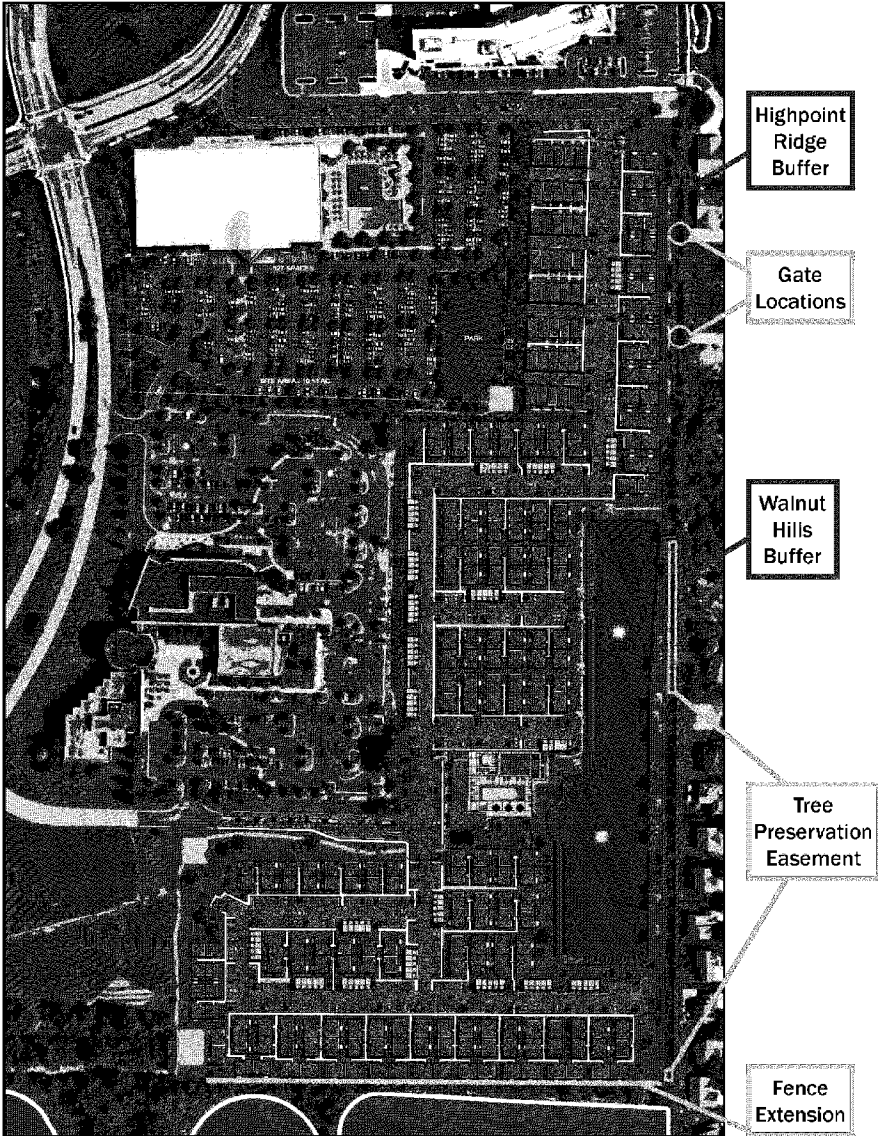 Highpoint
Ridge
Buffer
Gate
Locations
PARK
Walnut
Hills
Buffer
Tree
Preservation
Easement
Fence
Extension